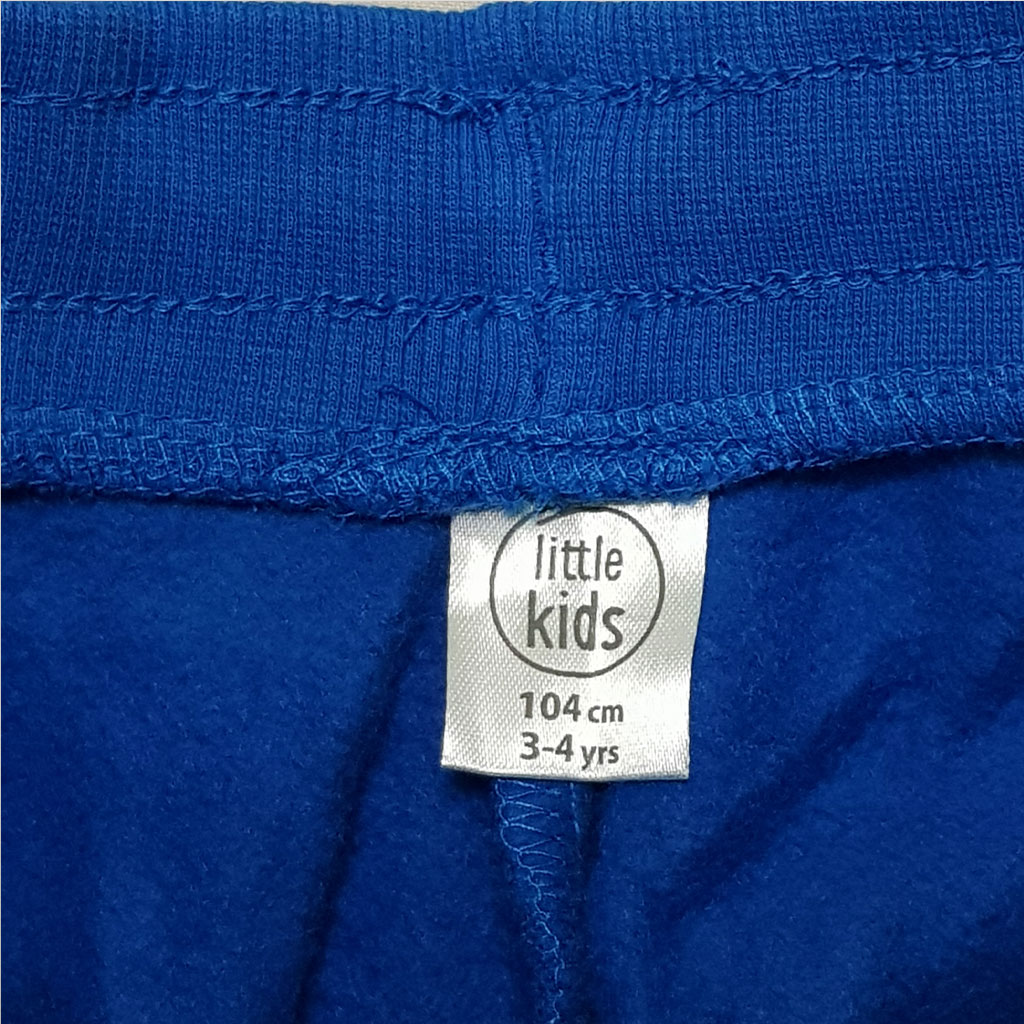 little
kids
104 cm
3-4 yrs